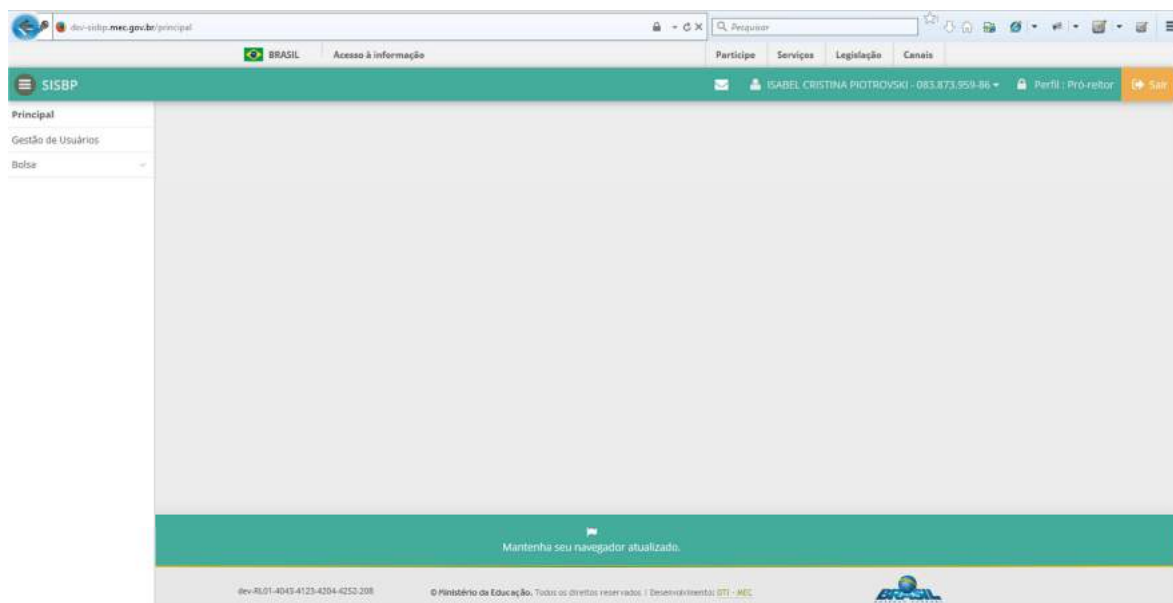 dev-sisbp.mec.gov.br/principal
Pesquisar
BRASIL Acesso à informação Participe Serviços Legislação Canais
SISBP ISABEL CRISTINA PIOTROVSKI - 083.873.959-86 Perfil : Pró-reitor Sair
Principal
Gestão de Usuários
Bolsa
Mantenha seu navegador atualizado.
© Ministério da Educação. Todos os direitos reservados | Desenvolvimento: DTI - MEC
BRASIL